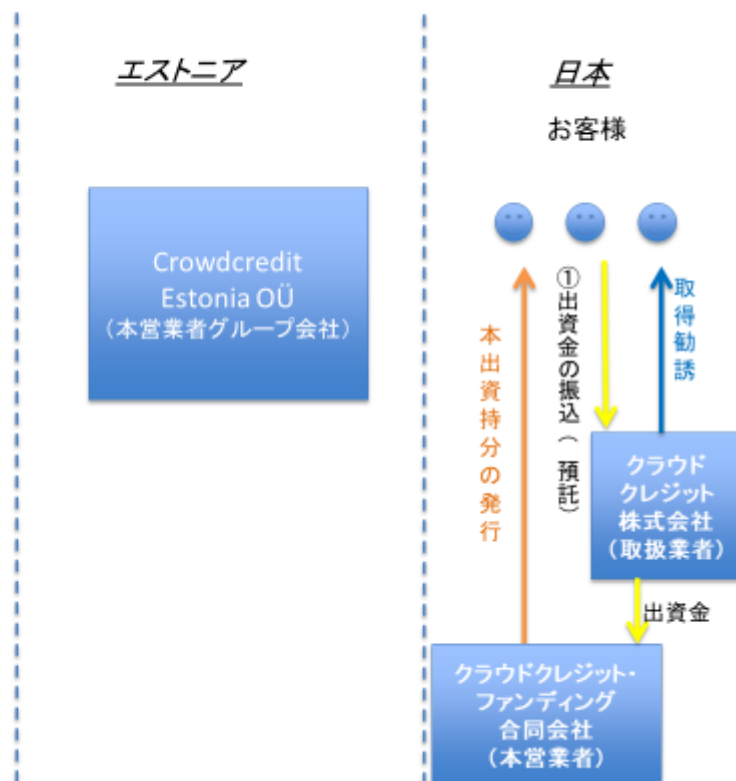 エストニア
日本
お客様
Crowdcredit
Estonia OÜ
（本営業者グループ会社）
本出資持分の発行
①出資金の振込（預託）
取得勧誘
クラウド
クレジット
株式会社
（取扱業者）
出資金
クラウドクレジット・
ファンディング
合同会社
（本営業者）